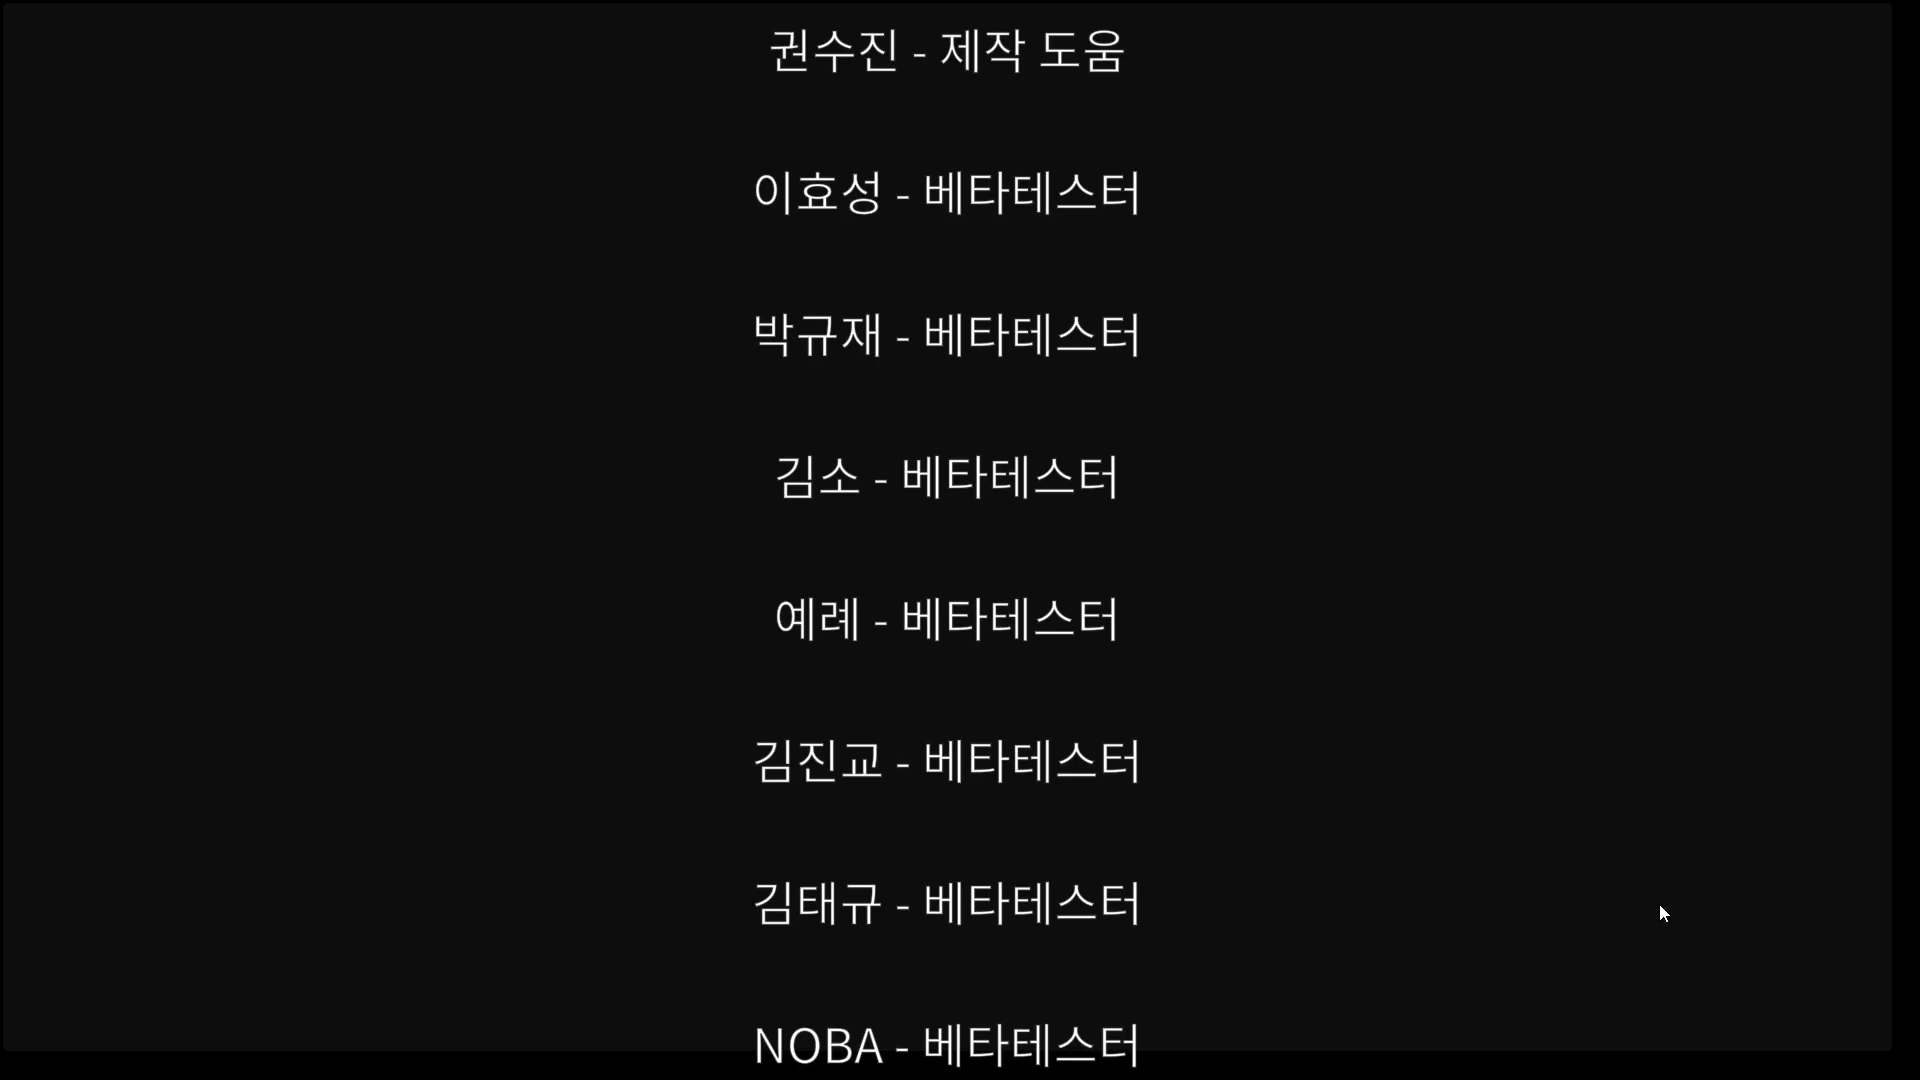 권수진 - 제작 도움
이효성 - 베타테스터
박규재 - 베타테스터
김소 - 베타테스터
예례 - 베타테스터
김진교 - 베타테스터
김태규 - 베타테스터
NOBA - 베타테스터